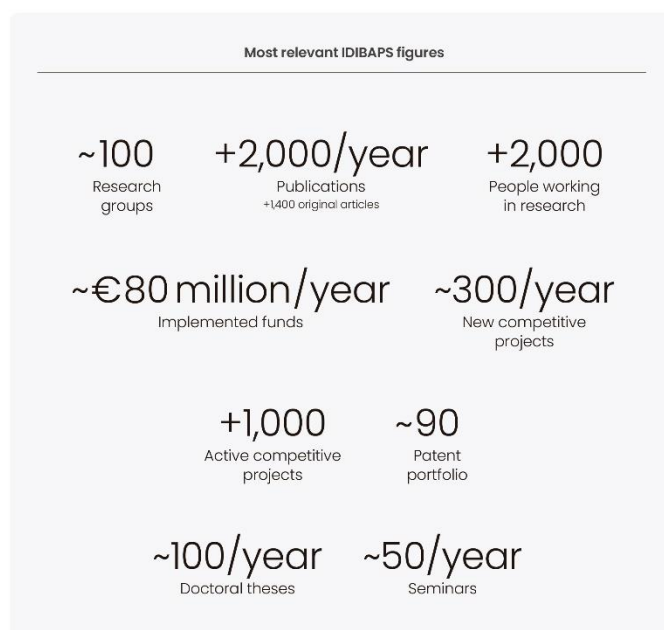 Most relevant IDIBAPS figures
~100
Research
groups
+2,000/year
Publications
+1,400 original articles
+2,000
People working
in research
~€80 million/year
Implemented funds
~300/year
New competitive
projects
+1,000
Active competitive
projects
~90
Patent
portfolio
~100/year
Doctoral theses
~50/year
Seminars